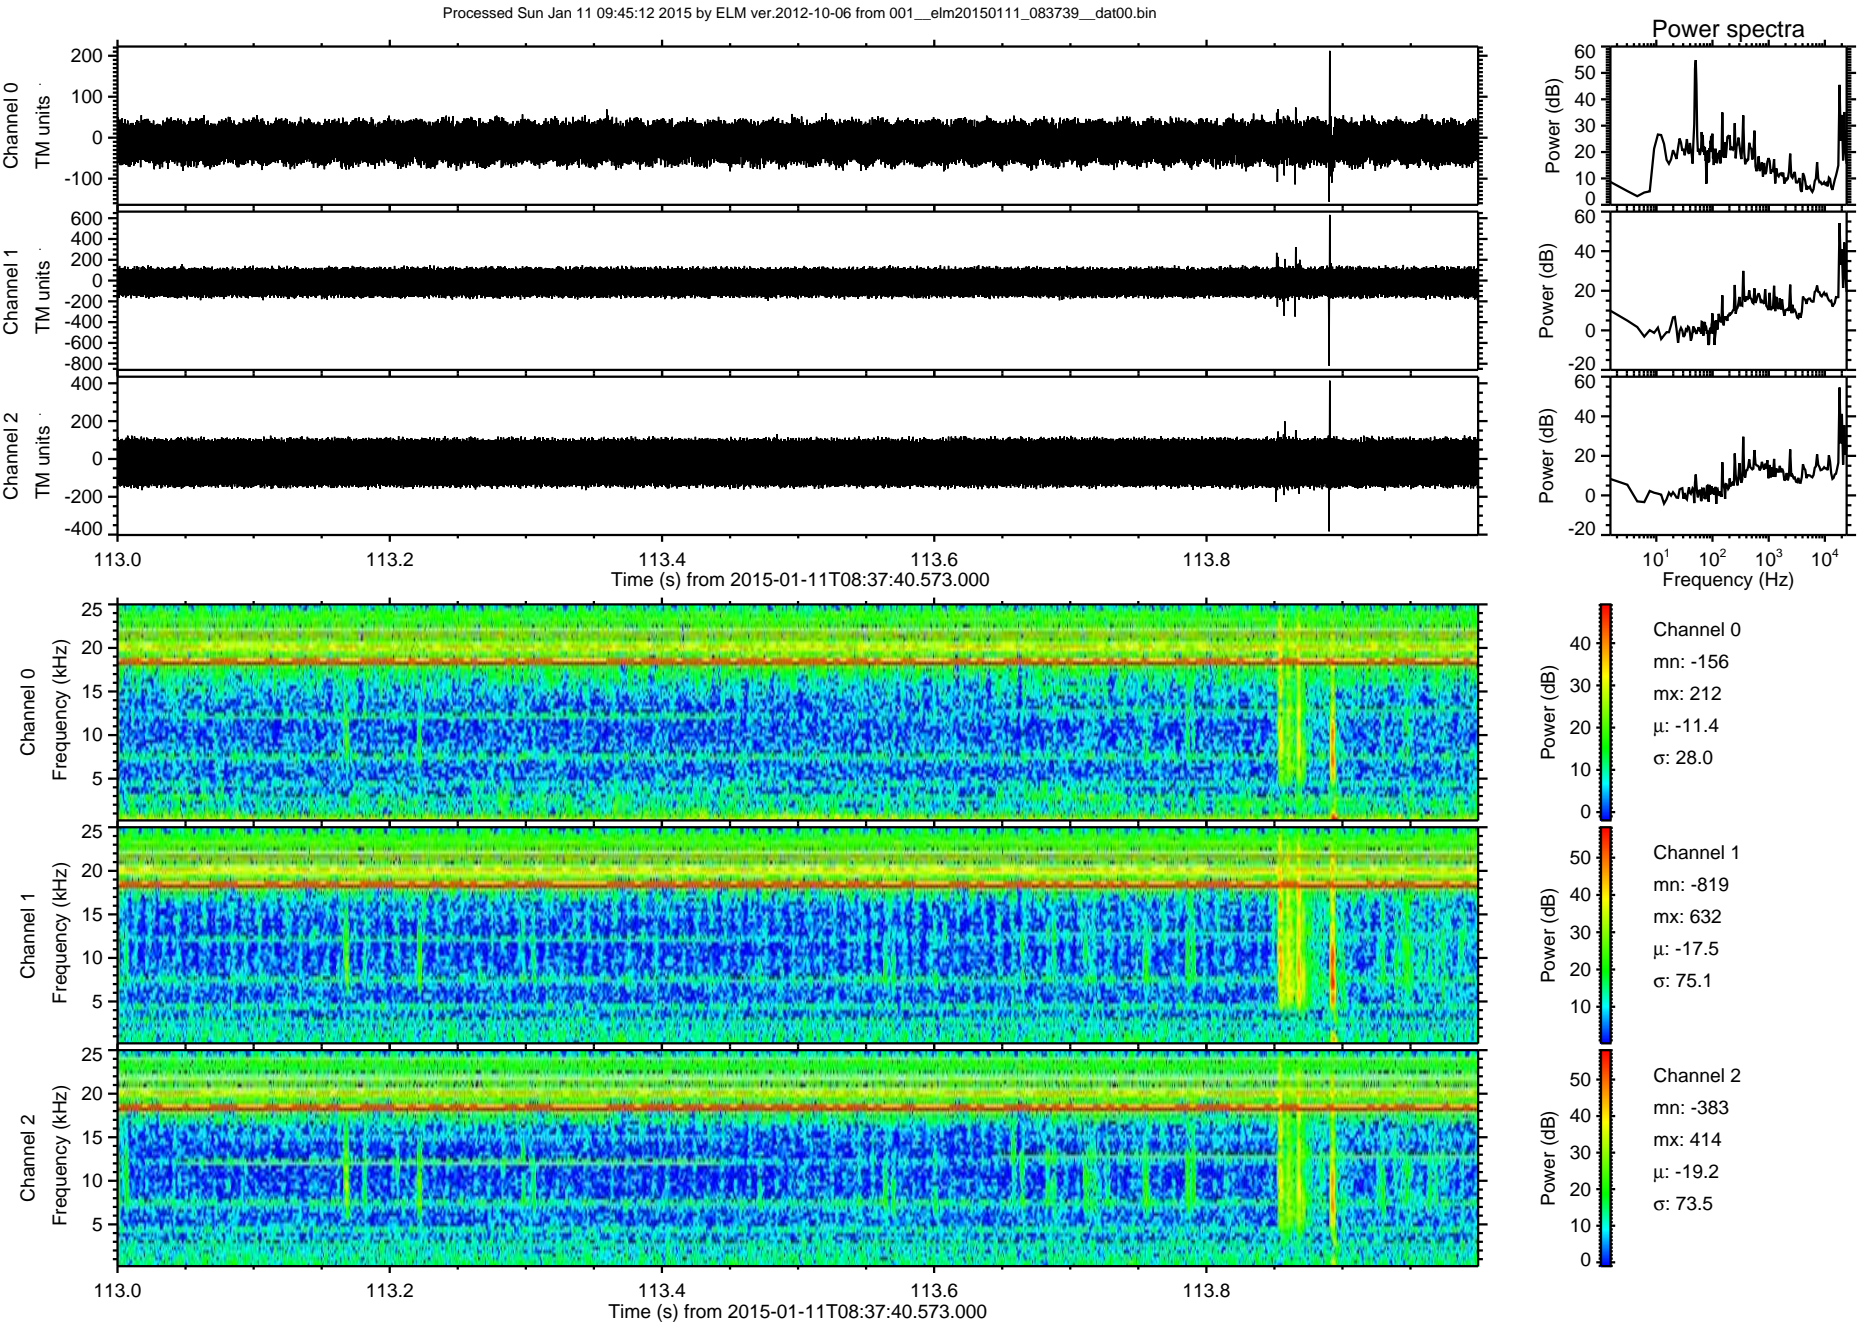 Processed Sun Jan 11 09:45:12 2015 by ELM ver.2012-10-06 from 001__elm20150111_083739__dat00.bin
Power spectra
Channel 0
TM units
200
100
0
-100
Power (dB)
60
50
40
30
20
10
0
Channel 1
TM units
600
400
200
0
-200
-400
-600
-800
Power (dB)
60
40
20
0
-20
Channel 2
TM units
400
200
0
-200
-400
Power (dB)
60
40
20
0
-20
113.0 113.2 113.4 113.6 113.8
Time (s) from 2015-01-11T08:37:40.573.000
10^1 10^2 10^3 10^4
Frequency (Hz)
Channel 0
Frequency (kHz)
25
20
15
10
5
Power (dB)
40
30
20
10
0
Channel 0
mn: -156
mx: 212
μ: -11.4
σ: 28.0
Channel 1
Frequency (kHz)
25
20
15
10
5
Power (dB)
50
40
30
20
10
Channel 1
mn: -819
mx: 632
μ: -17.5
σ: 75.1
Channel 2
Frequency (kHz)
25
20
15
10
5
Power (dB)
50
40
30
20
10
0
Channel 2
mn: -383
mx: 414
μ: -19.2
σ: 73.5
113.0 113.2 113.4 113.6 113.8
Time (s) from 2015-01-11T08:37:40.573.000